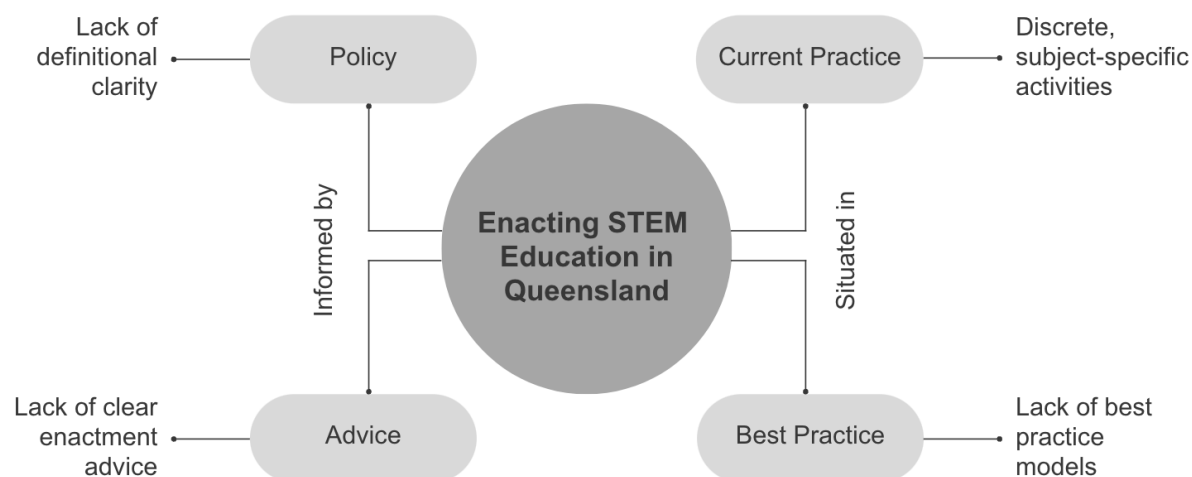 Lack of
definitional
clarity
Policy
Current Practice
Discrete,
subject-specific
activities
Informed by
Enacting STEM
Education in
Queensland
Situated in
Lack of clear
enactment
advice
Advice
Best Practice
Lack of best
practice
models